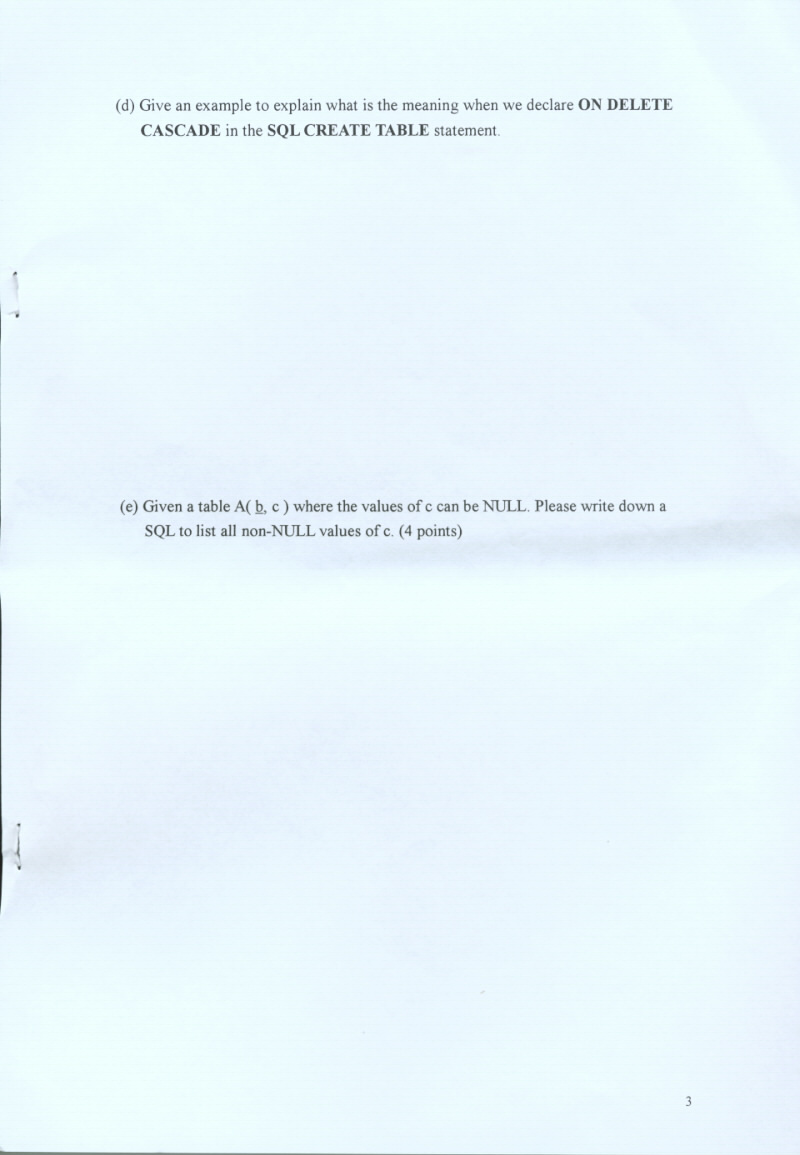 (d) Give an example to explain what is the meaning when we declare ON DELETE
CASCADE in the SQL CREATE TABLE statement.
(e) Given a table A( b, c ) where the values of c can be NULL. Please write down a
SQL to list all non-NULL values of c. (4 points)
3